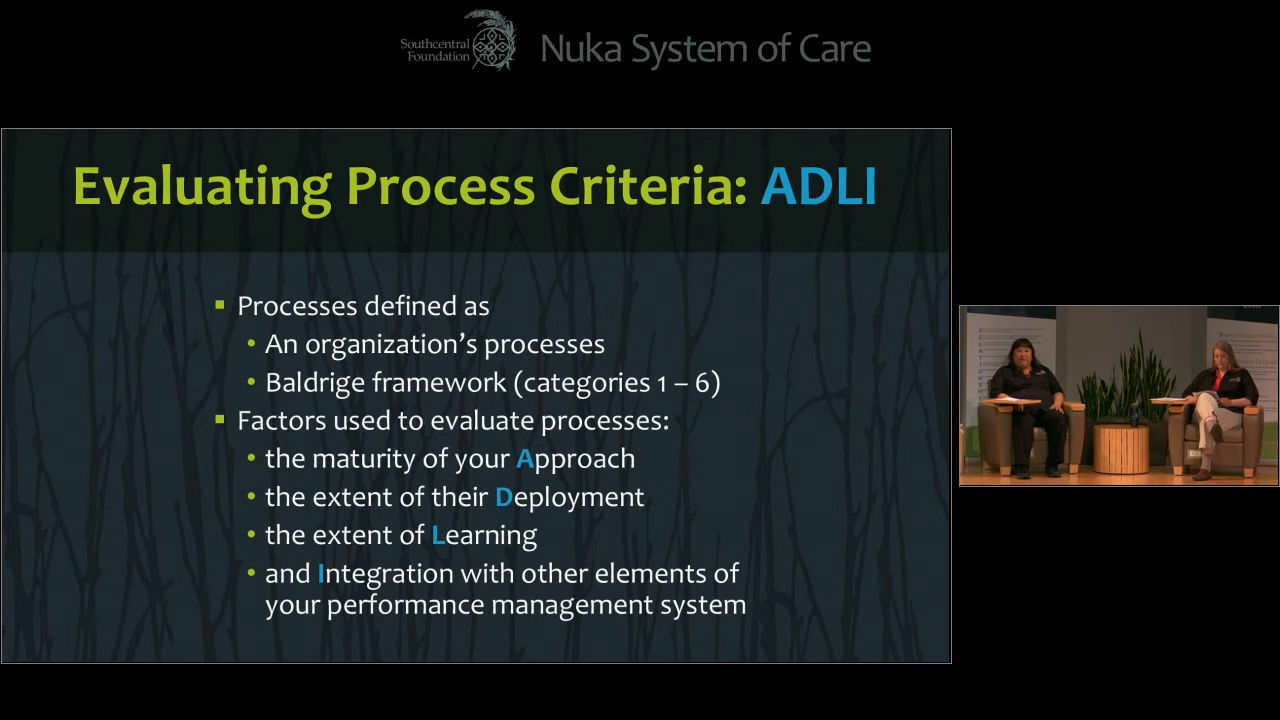 Southcentral
Foundation
Nuka System of Care
Evaluating Process Criteria: ADLI
▪ Processes defined as
• An organization’s processes
• Baldrige framework (categories 1 – 6)
▪ Factors used to evaluate processes:
• the maturity of your Approach
• the extent of their Deployment
• the extent of Learning
• and Integration with other elements of
your performance management system